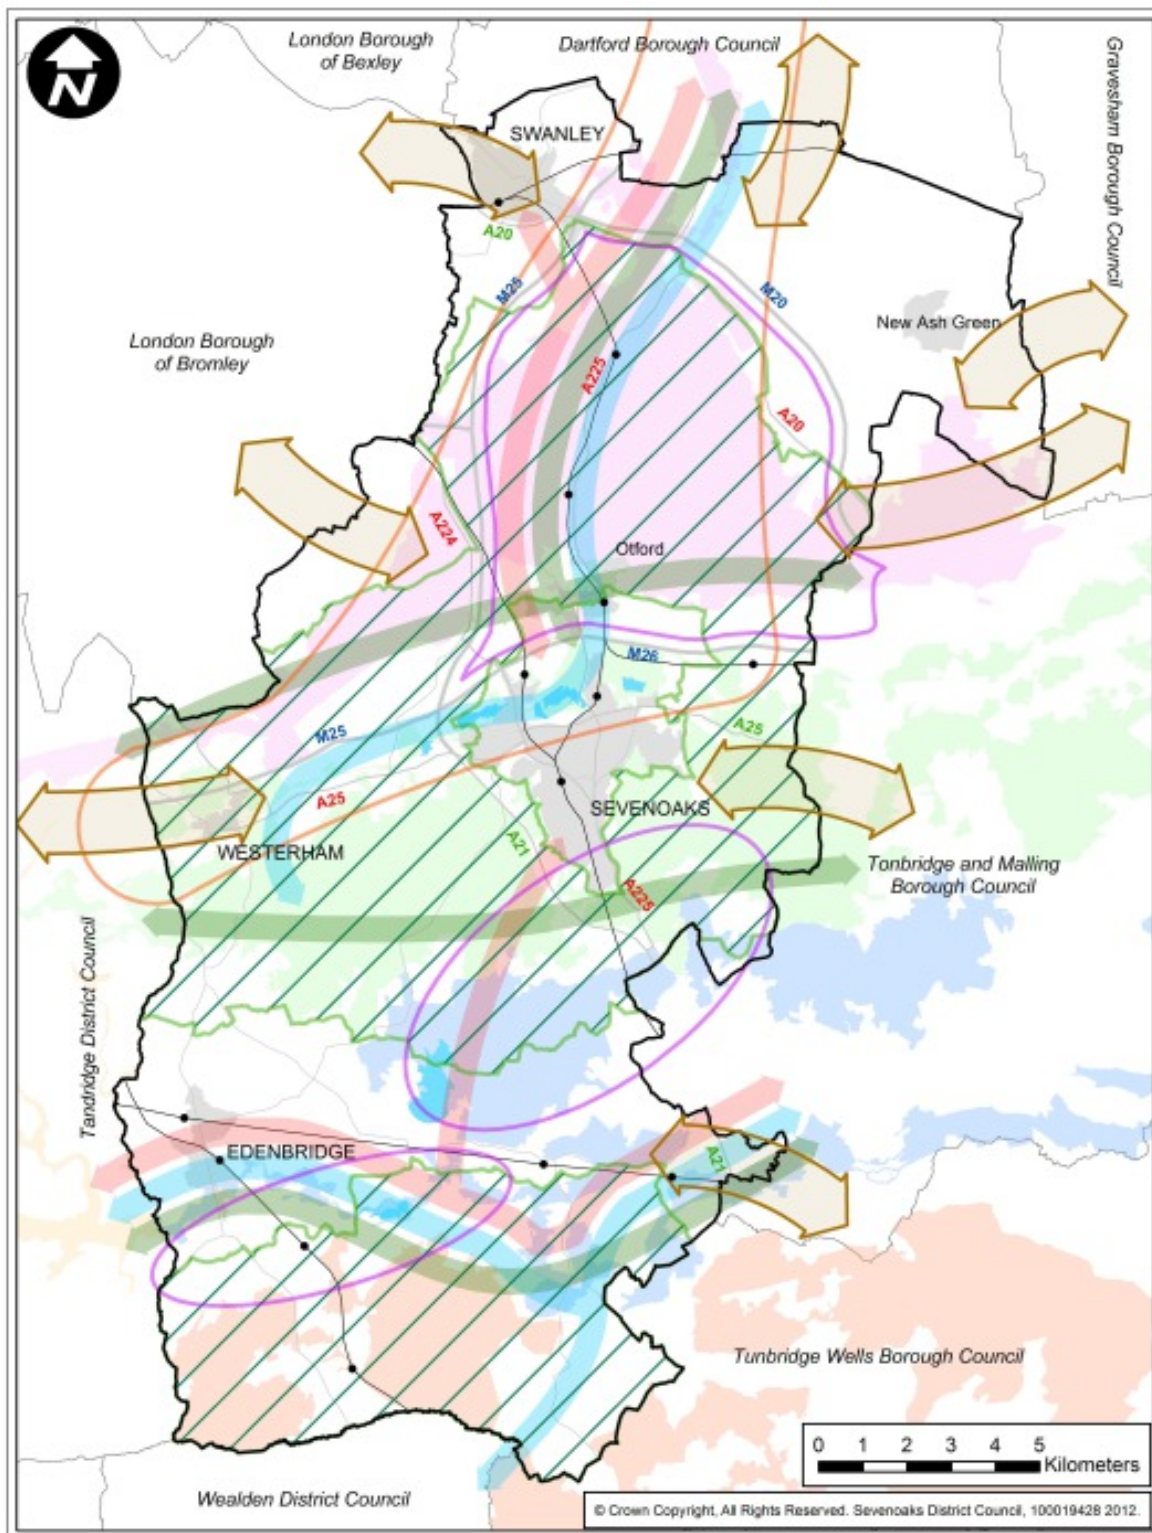 London Borough
of Bexley
Dartford Borough Council
Gravesham Borough Council
N
SWANLEY
A20
M25
M20
New Ash Green
London Borough
of Bromley
A225
A20
A224
Otford
M26
A25
M25
A25
SEVENOAKS
WESTERHAM
A21
Tonbridge and Malling
Borough Council
A225
Tandridge District Council
EDENBRIDGE
A21
Tunbridge Wells Borough Council
0 1 2 3 4 5
Kilometers
Wealden District Council
© Crown Copyright, All Rights Reserved. Sevenoaks District Council, 100019428 2012.